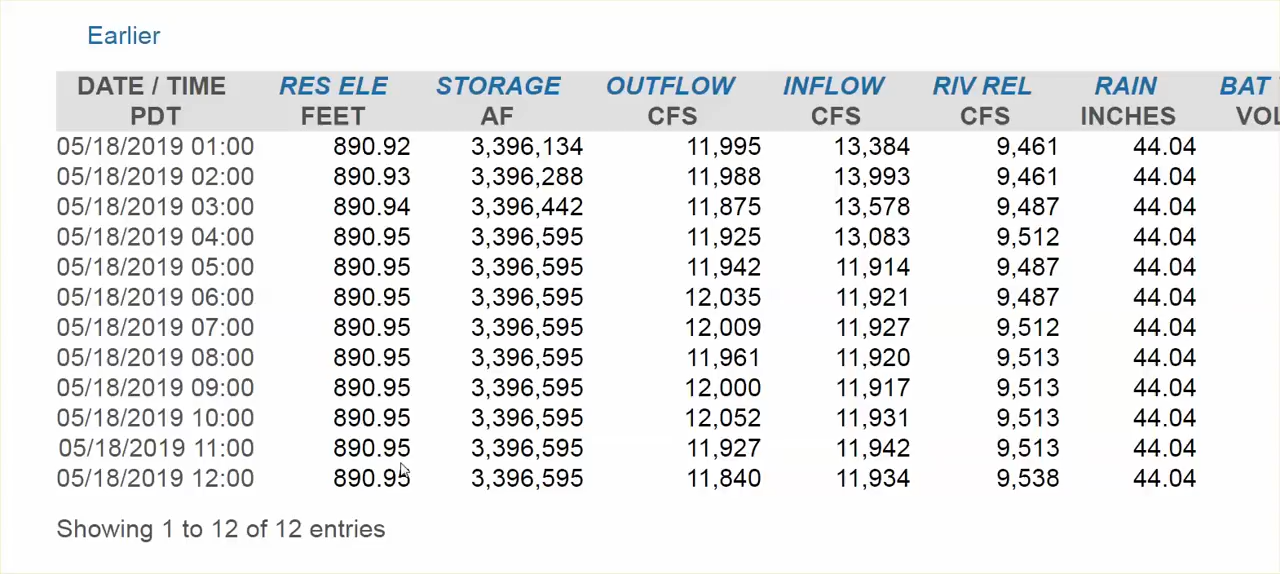 Earlier
DATE / TIME RES ELE STORAGE OUTFLOW INFLOW RIV REL RAIN BAT
PDT FEET AF CFS CFS CFS INCHES VOL
05/18/2019 01:00 890.92 3,396,134 11,995 13,384 9,461 44.04
05/18/2019 02:00 890.93 3,396,288 11,988 13,993 9,461 44.04
05/18/2019 03:00 890.94 3,396,442 11,875 13,578 9,487 44.04
05/18/2019 04:00 890.95 3,396,595 11,925 13,083 9,512 44.04
05/18/2019 05:00 890.95 3,396,595 11,942 11,914 9,487 44.04
05/18/2019 06:00 890.95 3,396,595 12,035 11,921 9,487 44.04
05/18/2019 07:00 890.95 3,396,595 12,009 11,927 9,512 44.04
05/18/2019 08:00 890.95 3,396,595 11,961 11,920 9,513 44.04
05/18/2019 09:00 890.95 3,396,595 12,000 11,917 9,513 44.04
05/18/2019 10:00 890.95 3,396,595 12,052 11,931 9,513 44.04
05/18/2019 11:00 890.95 3,396,595 11,927 11,942 9,513 44.04
05/18/2019 12:00 890.95 3,396,595 11,840 11,934 9,538 44.04
Showing 1 to 12 of 12 entries